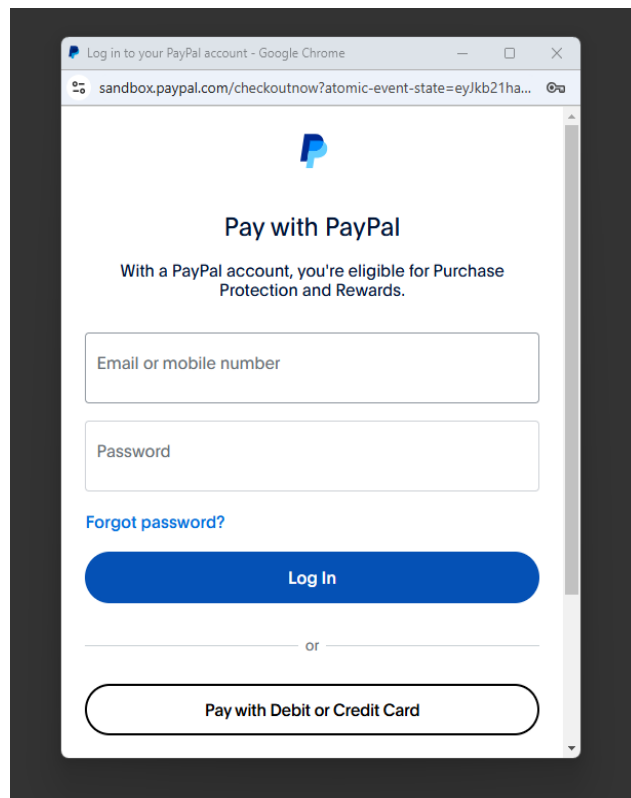 Log in to your PayPal account - Google Chrome
sandbox.paypal.com/checkoutnow?atomic-event-state=eyJkb21ha...
Pay with PayPal
With a PayPal account, you're eligible for Purchase
Protection and Rewards.
Email or mobile number
Password
Forgot password?
Log In
or
Pay with Debit or Credit Card